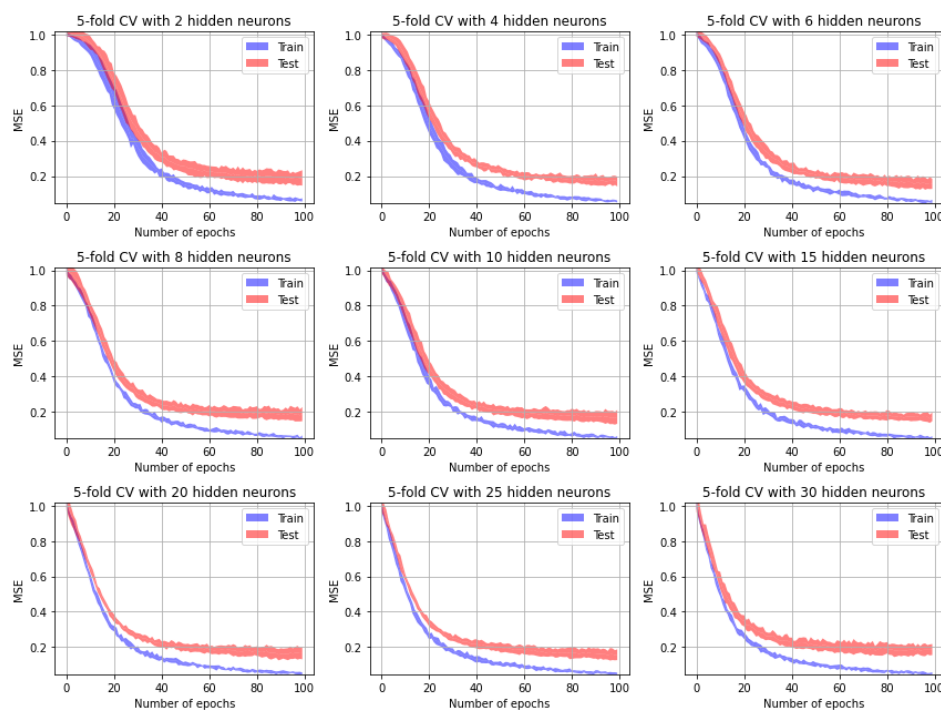 5-fold CV with 2 hidden neurons
1.0
0.8
0.6
0.4
0.2
MSE
Train
Test
0 20 40 60 80 100
Number of epochs
5-fold CV with 4 hidden neurons
1.0
0.8
0.6
0.4
0.2
MSE
Train
Test
0 20 40 60 80 100
Number of epochs
5-fold CV with 6 hidden neurons
1.0
0.8
0.6
0.4
0.2
MSE
Train
Test
0 20 40 60 80 100
Number of epochs
5-fold CV with 8 hidden neurons
1.0
0.8
0.6
0.4
0.2
MSE
Train
Test
0 20 40 60 80 100
Number of epochs
5-fold CV with 10 hidden neurons
1.0
0.8
0.6
0.4
0.2
MSE
Train
Test
0 20 40 60 80 100
Number of epochs
5-fold CV with 15 hidden neurons
1.0
0.8
0.6
0.4
0.2
MSE
Train
Test
0 20 40 60 80 100
Number of epochs
5-fold CV with 20 hidden neurons
1.0
0.8
0.6
0.4
0.2
MSE
Train
Test
0 20 40 60 80 100
Number of epochs
5-fold CV with 25 hidden neurons
1.0
0.8
0.6
0.4
0.2
MSE
Train
Test
0 20 40 60 80 100
Number of epochs
5-fold CV with 30 hidden neurons
1.0
0.8
0.6
0.4
0.2
MSE
Train
Test
0 20 40 60 80 100
Number of epochs